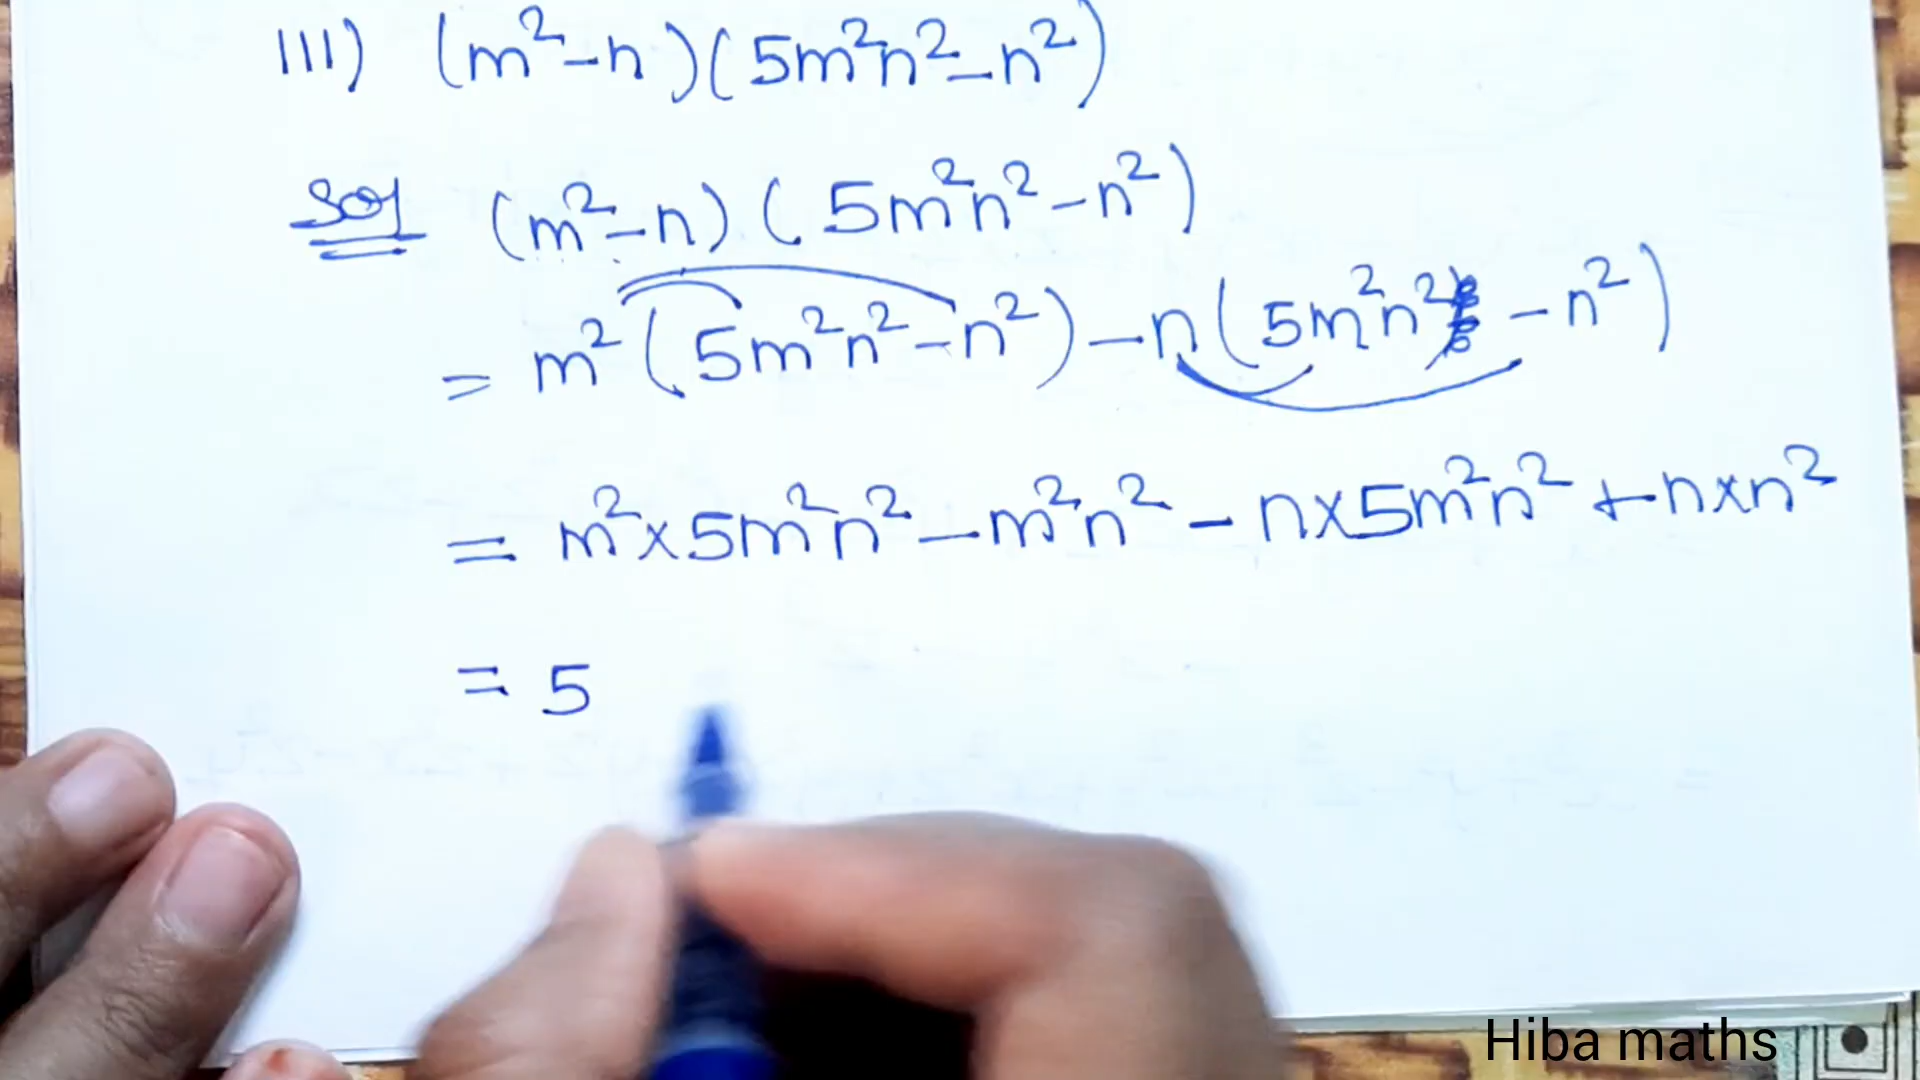 III) (m²-n)(5m²n²-n²)
Sol (m²-n)(5m²n²-n²)
= m²(5m²n²-n²)-n(5m²n²-n²)
= m²×5m²n²-m²n²-n×5m²n²+n×n²
= 5
Hiba maths